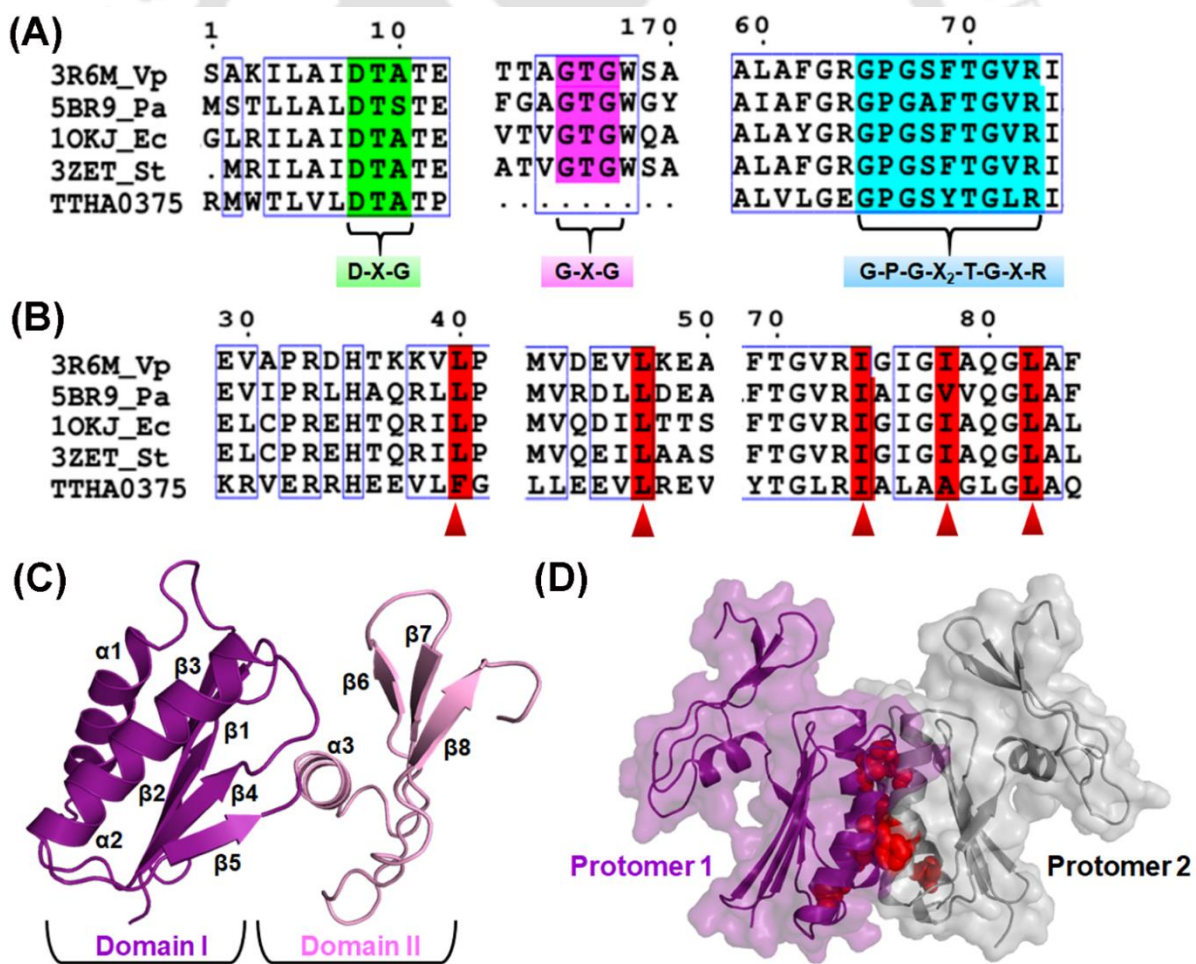 (A)
1 10 170 60 70
3R6M_Vp SAKILAIDTATE TTAGTGWSA ALAFGRGPGSFTGVRI
5BR9_Pa MSTLLALDTSTE FGAGTGWGY AIAFGRGPGAFTGVRI
1OKJ_Ec GLRILAIDTATE VTVGTGWQA ALAYGRGPGSFTGVRI
3ZET_St .MRILAIDTATE ATVGTGWSA ALAFGRGPGSFTGVRI
TTHA0375 RMWTLVLDTATP ......... ALVLGEGPGSYTGLRI
D-X-G G-X-G G-P-G-X₂-T-G-X-R
(B)
30 40 50 70 80
3R6M_Vp EVAPRDHTKKVLP MVDEVLKEA FTGVRIGIGIAQGLAF
5BR9_Pa EVIPRLHAQRLLP MVRDLLDEA FTGVRIAIGVVQGLAF
1OKJ_Ec ELCPREHTQRILP MVQDILTTS FTGVRIGIGIAQGLAL
3ZET_St ELCPREHTQRILP MVQEILAAS FTGVRIGIGIAQGLAL
TTHA0375 KRVERRHEEVLFG LLEEVLREV YTGLRIALAAGLGLAQ
(C)
α1 β3 β1 β2 β4 α2 β5 α3 β6 β7 β8
Domain I Domain II
(D)
Protomer 1 Protomer 2